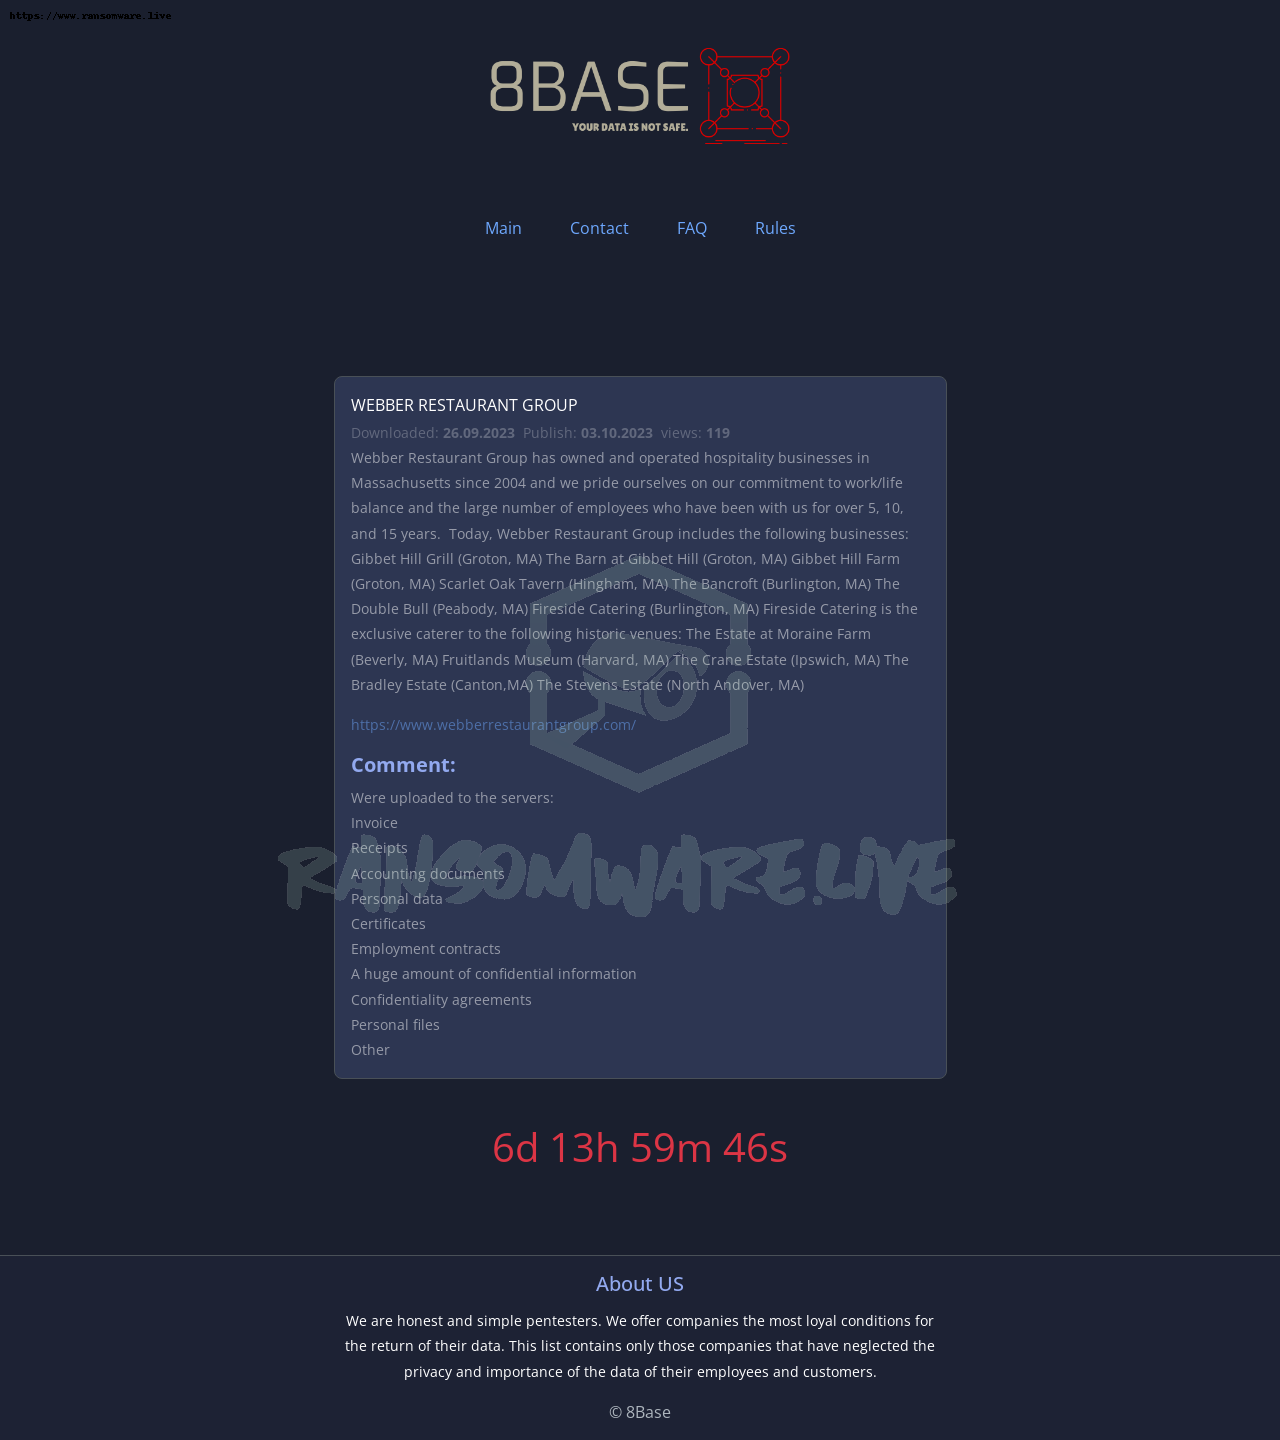 https://www.ransomware.live
8BASE
YOUR DATA IS NOT SAFE.
Main Contact FAQ Rules
WEBBER RESTAURANT GROUP
Downloaded: 26.09.2023 Publish: 03.10.2023 views: 119
Webber Restaurant Group has owned and operated hospitality businesses in
Massachusetts since 2004 and we pride ourselves on our commitment to work/life
balance and the large number of employees who have been with us for over 5, 10,
and 15 years.  Today, Webber Restaurant Group includes the following businesses:
Gibbet Hill Grill (Groton, MA) The Barn at Gibbet Hill (Groton, MA) Gibbet Hill Farm
(Groton, MA) Scarlet Oak Tavern (Hingham, MA) The Bancroft (Burlington, MA) The
Double Bull (Peabody, MA) Fireside Catering (Burlington, MA) Fireside Catering is the
exclusive caterer to the following historic venues: The Estate at Moraine Farm
(Beverly, MA) Fruitlands Museum (Harvard, MA) The Crane Estate (Ipswich, MA) The
Bradley Estate (Canton,MA) The Stevens Estate (North Andover, MA)
https://www.webberrestaurantgroup.com/
Comment:
Were uploaded to the servers:
Invoice
Receipts
RANSOMWARE.LIVE
Accounting documents
Personal data
Certificates
Employment contracts
A huge amount of confidential information
Confidentiality agreements
Personal files
Other
6d 13h 59m 46s
About US
We are honest and simple pentesters. We offer companies the most loyal conditions for
the return of their data. This list contains only those companies that have neglected the
privacy and importance of the data of their employees and customers.
© 8Base